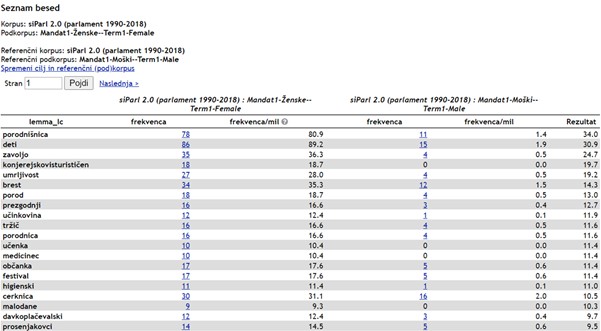 Seznam besed
Korpus: siParl 2.0 (parlament 1990-2018)
Podkorpus: Mandat1-Ženske--Term1-Female
Referenčni korpus: siParl 2.0 (parlament 1990-2018)
Referenčni podkorpus: Mandat1-Moški--Term1-Male
Spremeni cilj in referenčni (pod)korpus
Stran 1 Pojdi Naslednja »
siParl 2.0 (parlament 1990-2018) : Mandat1-Ženske--Term1-Female siParl 2.0 (parlament 1990-2018) : Mandat1-Moški--Term1-Male
lemma_lc frekvenca frekvenca/mil frekvenca frekvenca/mil Rezultat
porodnišnica 78 80.9 11 1.4 34.0
deti 86 89.2 15 1.9 30.9
zavoljo 35 36.3 4 0.5 24.7
konjerejskovisturističen 18 18.7 0 0.0 19.7
umrljivost 27 28.0 4 0.5 19.2
brest 34 35.3 12 1.5 14.3
porod 18 18.7 4 0.5 13.0
prezgodnji 16 16.6 3 0.4 12.7
učinkovina 12 12.4 1 0.1 11.9
tržič 16 16.6 4 0.5 11.6
porodnica 16 16.6 4 0.5 11.6
učenka 10 10.4 0 0.0 11.4
medicinec 10 10.4 0 0.0 11.4
občanka 17 17.6 5 0.6 11.4
festival 17 17.6 5 0.6 11.4
higienski 11 11.4 1 0.1 11.0
cerknica 30 31.1 16 2.0 10.5
malodane 9 9.3 0 0.0 10.3
davkoplačevalski 12 12.4 3 0.4 9.7
prosenjakovci 14 14.5 5 0.6 9.5